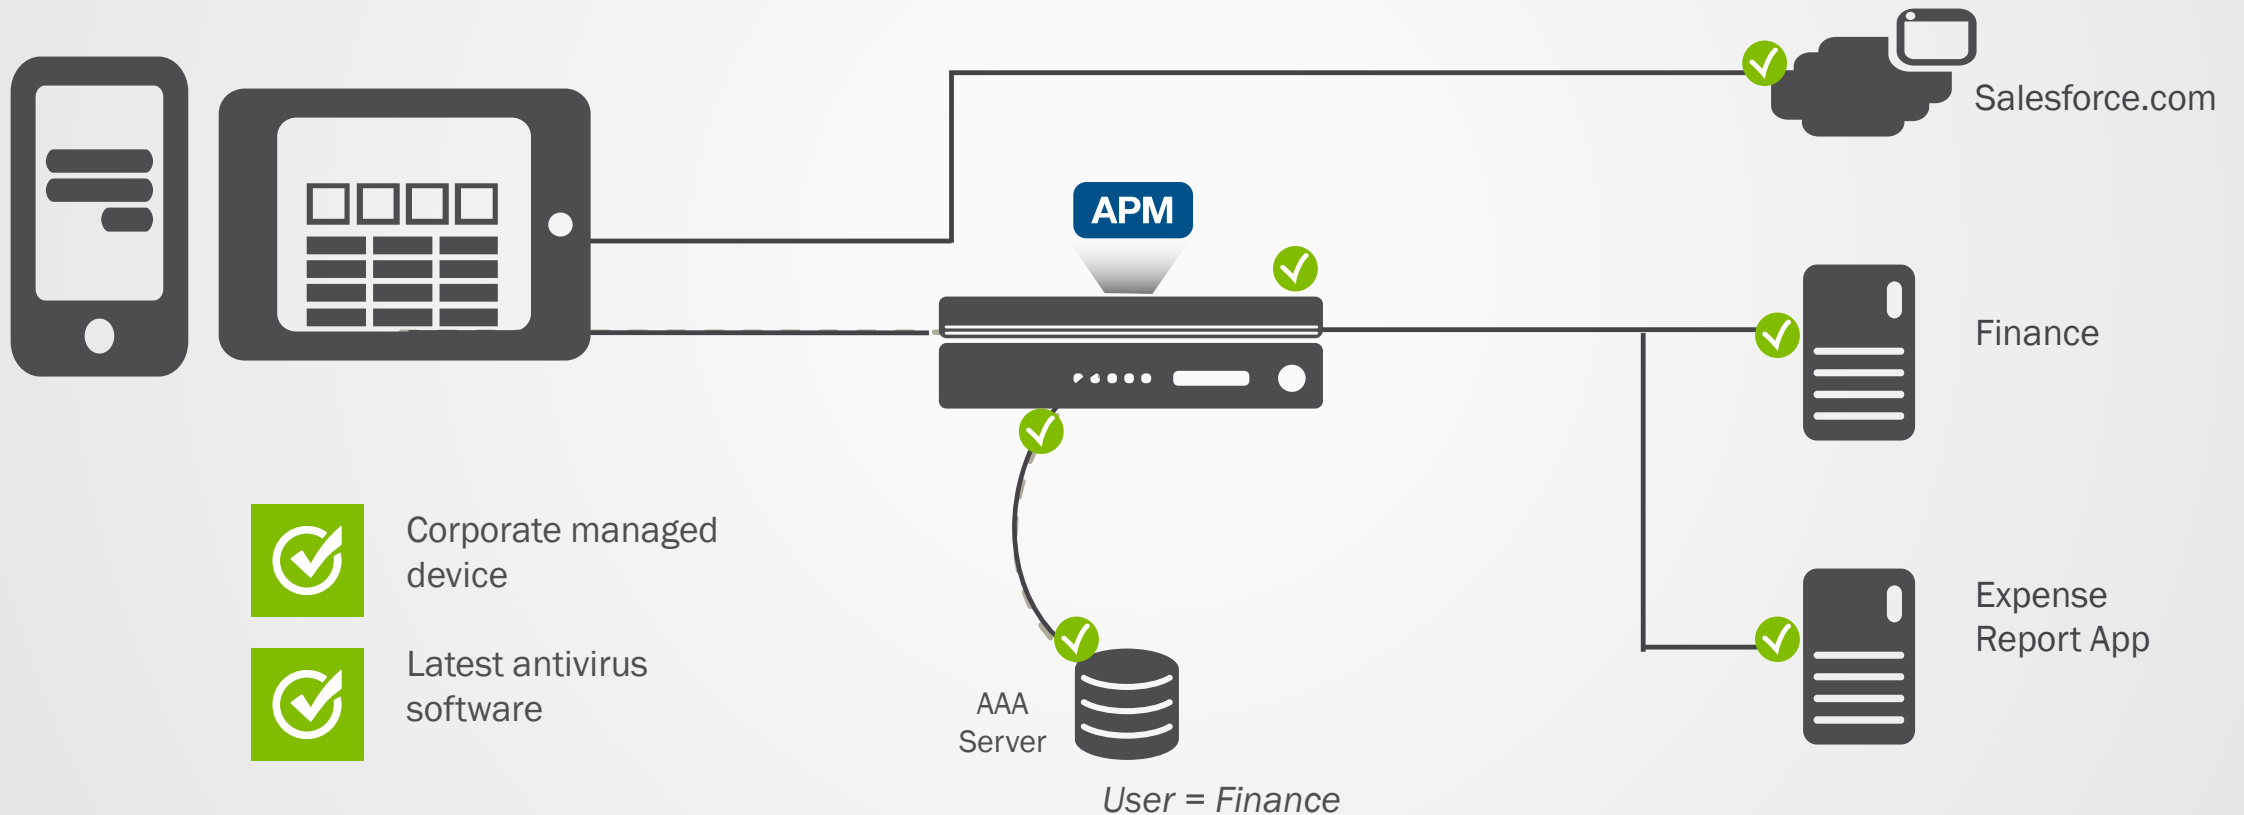 Salesforce.com
APM
Finance
Corporate managed
device
Latest antivirus
software
AAA
Server
User = Finance
Expense
Report App